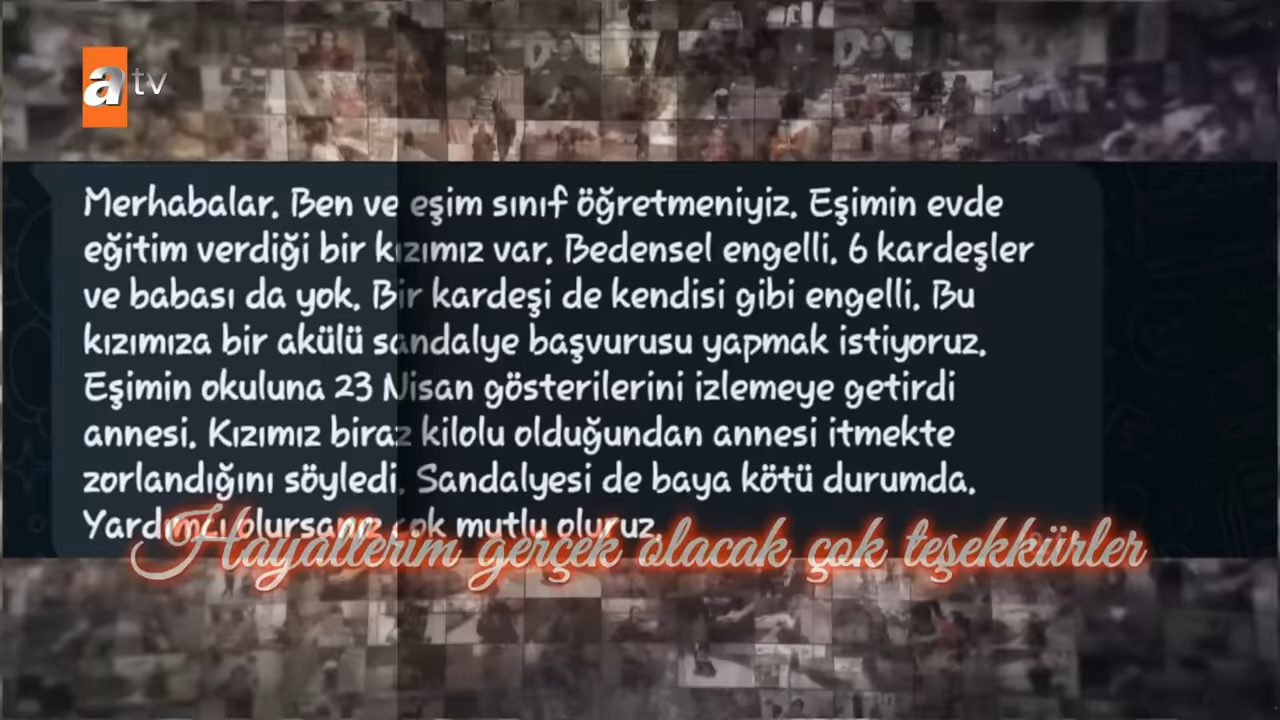 atv
Merhabalar. Ben ve eşim sınıf öğretmeniyiz. Eşimin evde
eğitim verdiği bir kızımız var. Bedensel engelli. 6 kardeşler
ve babası da yok. Bir kardeşi de kendisi gibi engelli. Bu
kızımıza bir akülü sandalye başvurusu yapmak istiyoruz.
Eşimin okuluna 23 Nisan gösterilerini izlemeye getirdi
annesi. Kızımız biraz kilolu olduğundan annesi itmekte
zorlandığını söyledi. Sandalyesi de baya kötü durumda.
Yardımcı olursanız çok mutlu oluruz.
Hayallerim gerçek olacak çok teşekkürler